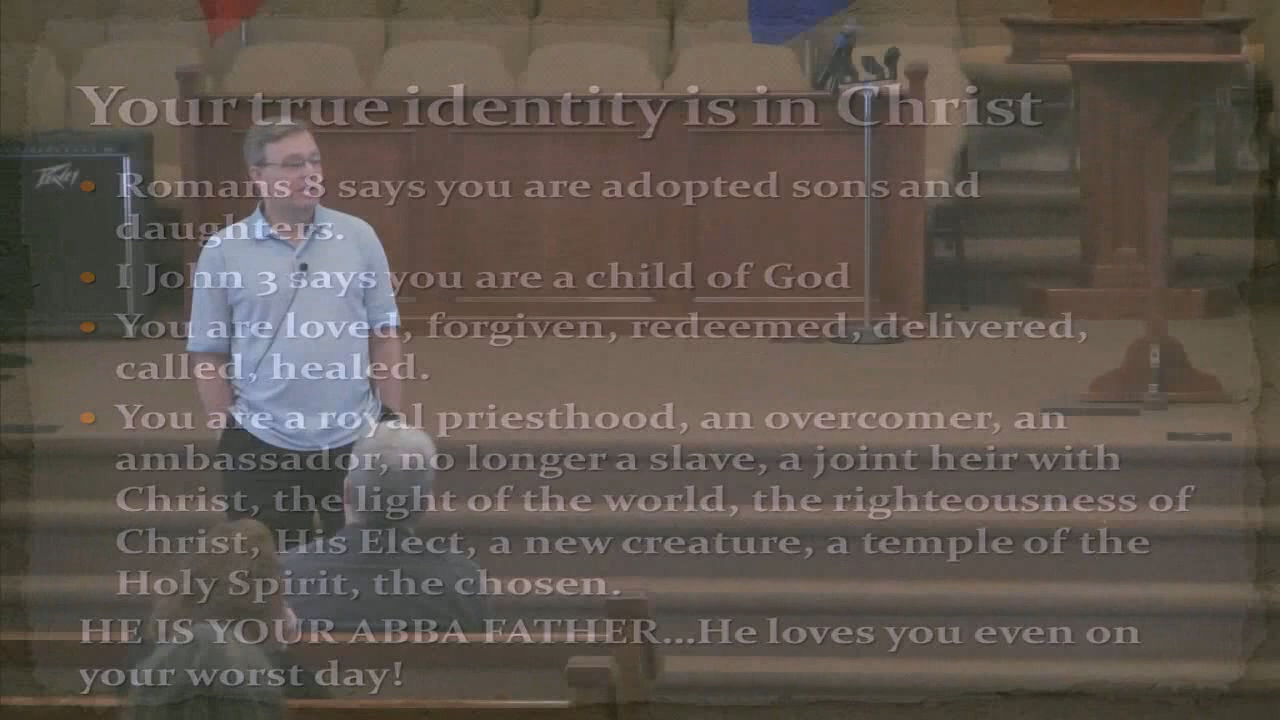 Your true identity is in Christ
Romans 8 says you are adopted sons and
daughters.
I John 3 says you are a child of God
You are loved, forgiven, redeemed, delivered,
called, healed.
You are a royal priesthood, an overcomer, an
ambassador, no longer a slave, a joint heir with
Christ, the light of the world, the righteousness of
Christ, His Elect, a new creature, a temple of the
Holy Spirit, the chosen.
HE IS YOUR ABBA FATHER...He loves you even on
your worst day!
Peavey